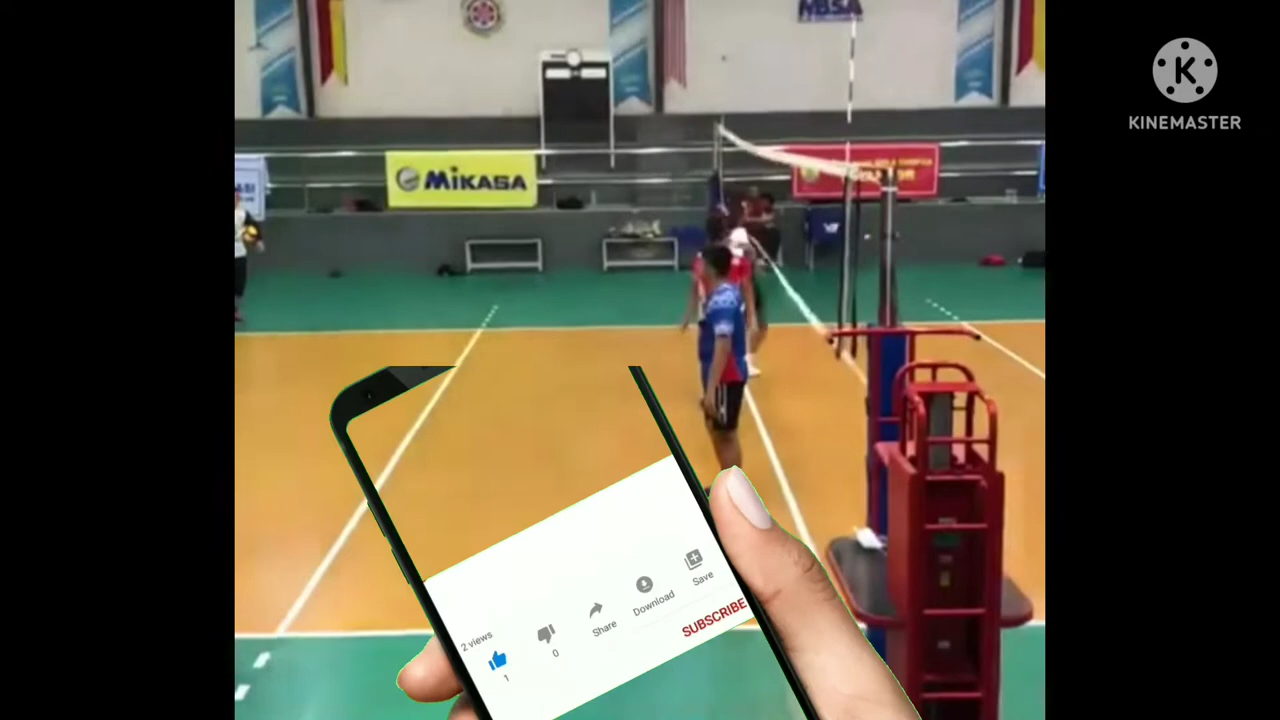 MBSA
K
KINEMASTER
MIKASA
2 views
1
0
Share
Download
Save
SUBSCRIBE